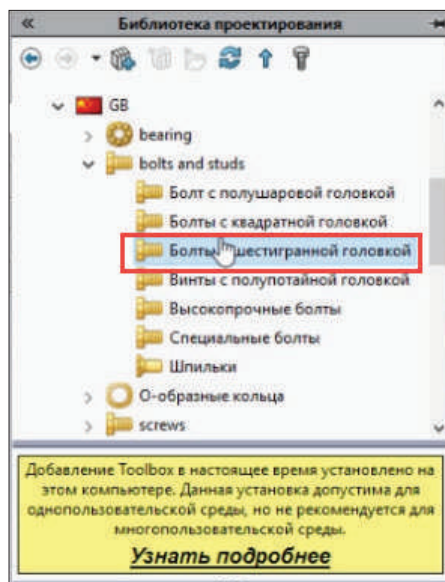 Библиотека проектирования
GB
bearing
bolts and studs
Болт с полушаровой головкой
Болты с квадратной головкой
Болты шестигранной головкой
Винты с полупотайной головкой
Высокопрочные болты
Специальные болты
Шпильки
О-образные кольца
screws
Добавление Toolbox в настоящее время установлено на
этом компьютере. Данная установка допустима для
однопользовательской среды, но не рекомендуется для
многопользовательской среды.
Узнать подробнее